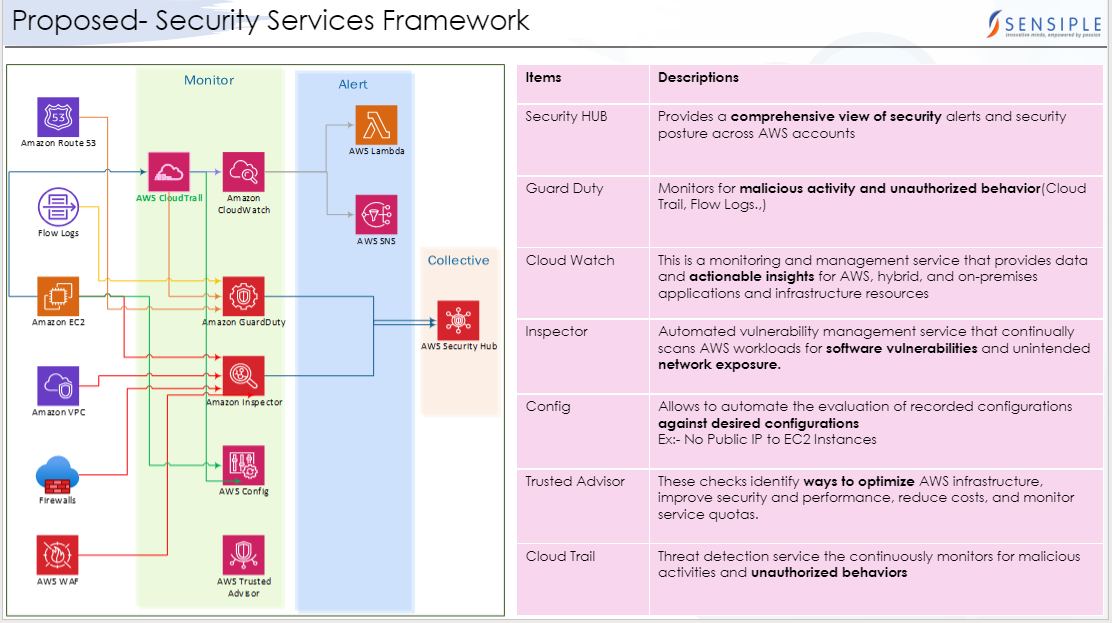 Proposed- Security Services Framework
SENSIPLE
innovative minds, empowered by passion
Monitor
Alert
53
Amazon Route 53
AWS Lambda
AWS CloudTrail
Amazon
CloudWatch
Flow Logs
AWS SNS
Collective
Amazon EC2
Amazon GuardDuty
AWS Security Hub
Amazon VPC
Amazon Inspector
Firewalls
AWS Config
AWS WAF
AWS Trusted
Advisor
Items
Descriptions
Security HUB
Provides a comprehensive view of security alerts and security
posture across AWS accounts
Guard Duty
Monitors for malicious activity and unauthorized behavior(Cloud
Trail, Flow Logs.,)
Cloud Watch
This is a monitoring and management service that provides data
and actionable insights for AWS, hybrid, and on-premises
applications and infrastructure resources
Inspector
Automated vulnerability management service that continually
scans AWS workloads for software vulnerabilities and unintended
network exposure.
Config
Allows to automate the evaluation of recorded configurations
against desired configurations
Ex:- No Public IP to EC2 Instances
Trusted Advisor
These checks identify ways to optimize AWS infrastructure,
improve security and performance, reduce costs, and monitor
service quotas.
Cloud Trail
Threat detection service the continuously monitors for malicious
activities and unauthorized behaviors